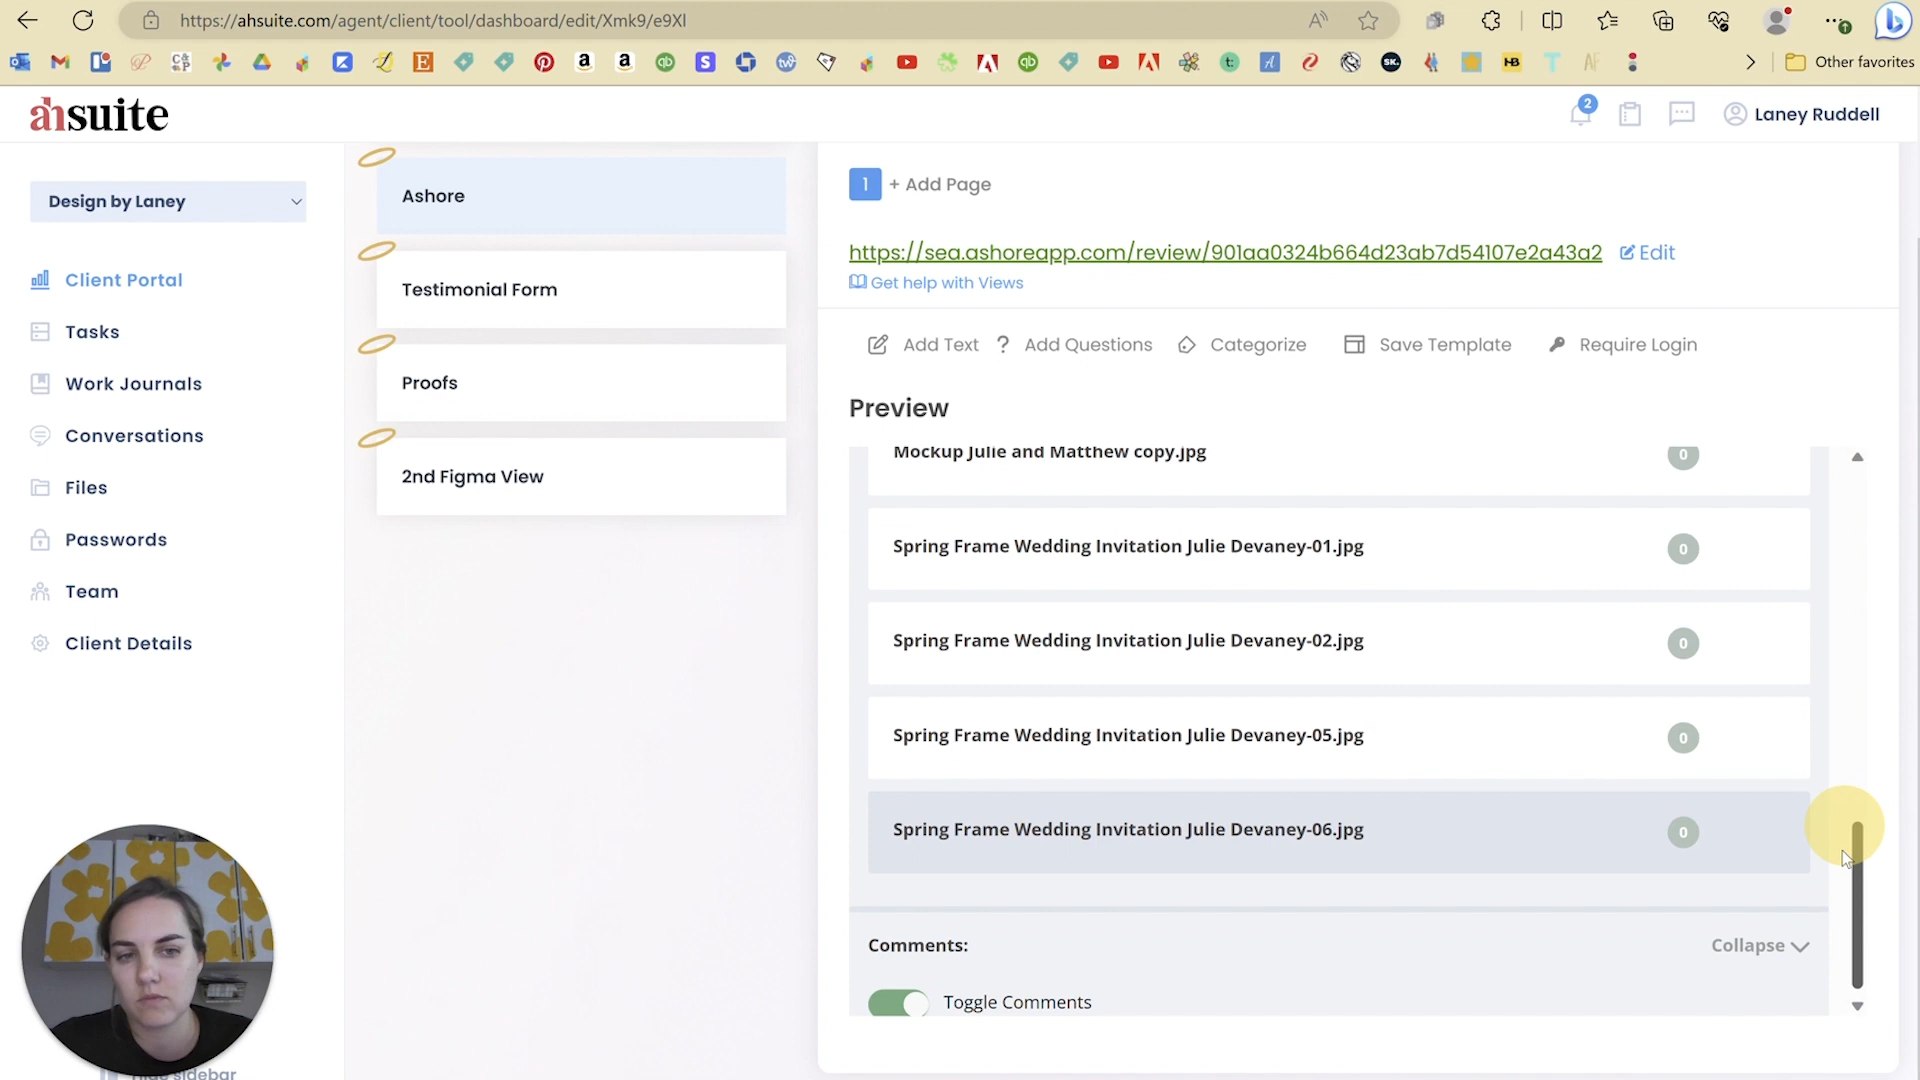 https://ahsuite.com/agent/client/tool/dashboard/edit/Xmk9/e9Xl
Other favorites
ahsuite
2
Laney Ruddell
Design by Laney
Client Portal
Tasks
Work Journals
Conversations
Files
Passwords
Team
Client Details
Hide sidebar
Ashore
Testimonial Form
Proofs
2nd Figma View
1 + Add Page
https://sea.ashoreapp.com/review/901aa0324b664d23ab7d54107e2a43a2 Edit
Get help with Views
Add Text ? Add Questions Categorize Save Template Require Login
Preview
Mockup Julie and Matthew copy.jpg 0
Spring Frame Wedding Invitation Julie Devaney-01.jpg 0
Spring Frame Wedding Invitation Julie Devaney-02.jpg 0
Spring Frame Wedding Invitation Julie Devaney-05.jpg 0
Spring Frame Wedding Invitation Julie Devaney-06.jpg 0
Comments: Collapse
Toggle Comments